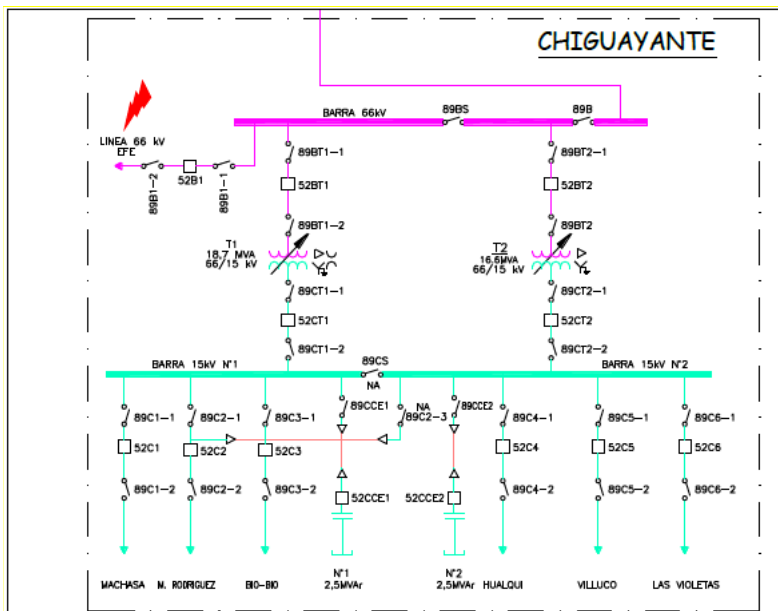 CHIGUAYANTE
BARRA 66kV
89BS
89B
LINEA 66 kV
EFE
89B1-2
52B1
89B1-1
89BT1-1
52BT1
89BT1-2
89BT2-1
52BT2
89BT2
T1
18.7 MVA
66/15 kV
T2
16.6MVA
66/15 kV
89CT1-1
52CT1
89CT1-2
89CT2-1
52CT2
89CT2-2
BARRA 15kV N°1
89CS
NA
BARRA 15kV N°2
89C1-1
89C2-1
89C3-1
89CCE1
NA
89C2-3
89CCE2
89C4-1
89C5-1
89C6-1
52C1
52C2
52C3
52C4
52C5
52C6
89C1-2
89C2-2
89C3-2
52CCE1
52CCE2
89C4-2
89C5-2
89C6-2
MACHASA
M. RODRIGUEZ
BIO-BIO
N°1
2,5MVAr
N°2
2,5MVAr
HUALQUI
VILLUCO
LAS VIOLETAS